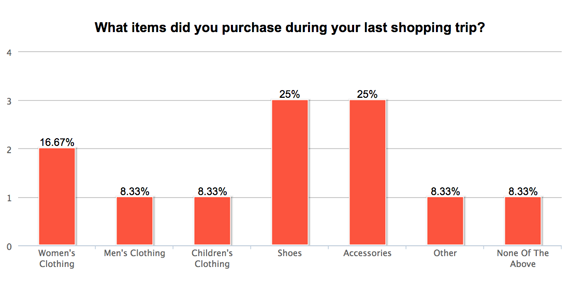 What items did you purchase during your last shopping trip?
4
3
2
1
0
16.67%
8.33%
8.33%
25%
25%
8.33%
8.33%
Women's
Clothing
Men's Clothing
Children's
Clothing
Shoes
Accessories
Other
None Of The
Above